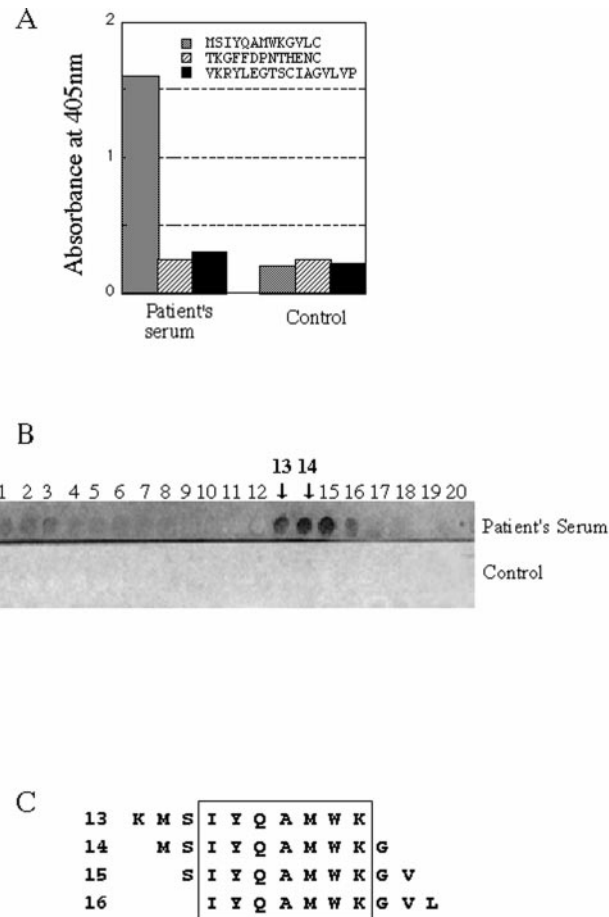 A
2
1
0
Absorbance at 405nm
MSIYQAMWKGVLC
TKGFFDPNTHENC
VKRYLEGTSCIAGVLVP
Patient's serum
Control
B
13 14
1 2 3 4 5 6 7 8 9 10 11 12 ↓ ↓ 15 16 17 18 19 20
Patient's Serum
Control
C
13 K M S I Y Q A M W K
14 M S I Y Q A M W K G
15 S I Y Q A M W K G V
16 I Y Q A M W K G V L